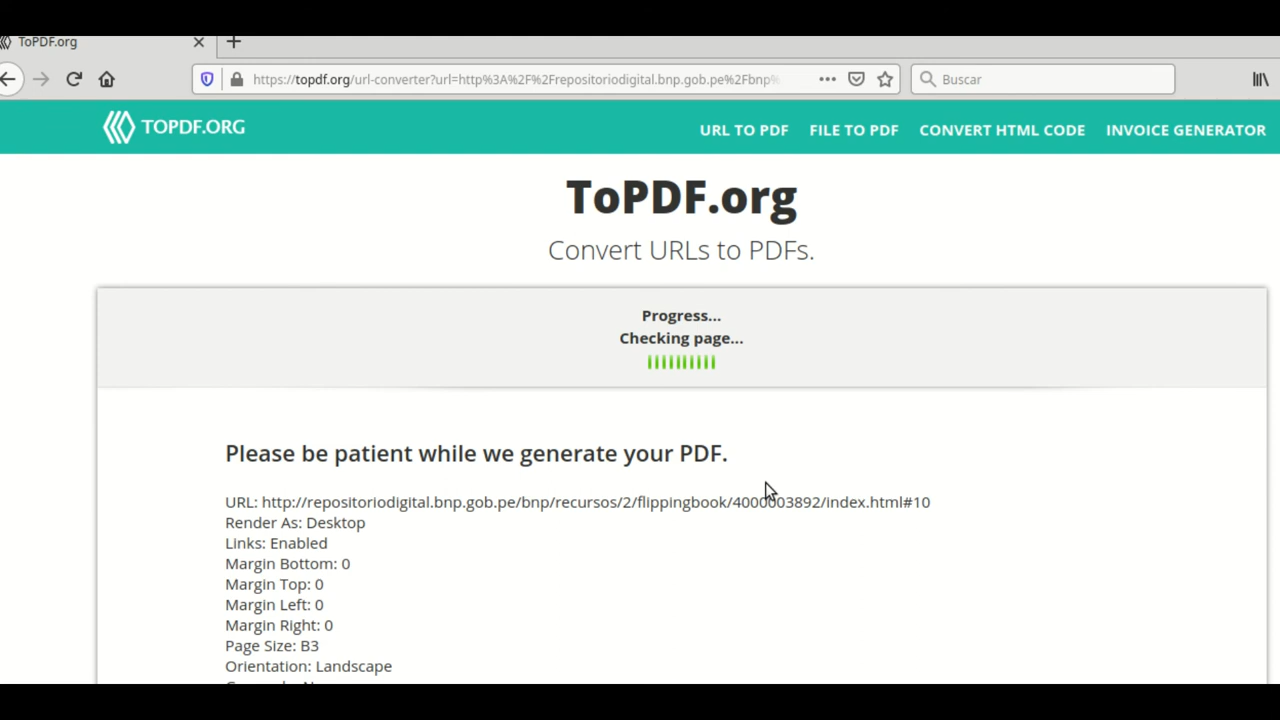 ToPDF.org
https://topdf.org/url-converter?url=http%3A%2F%2Frepositoriodigital.bnp.gob.pe%2Fbnp%
Buscar
TOPDF.ORG
URL TO PDF
FILE TO PDF
CONVERT HTML CODE
INVOICE GENERATOR
ToPDF.org
Convert URLs to PDFs.
Progress...
Checking page...
Please be patient while we generate your PDF.
URL: http://repositoriodigital.bnp.gob.pe/bnp/recursos/2/flippingbook/4000003892/index.html#10
Render As: Desktop
Links: Enabled
Margin Bottom: 0
Margin Top: 0
Margin Left: 0
Margin Right: 0
Page Size: B3
Orientation: Landscape